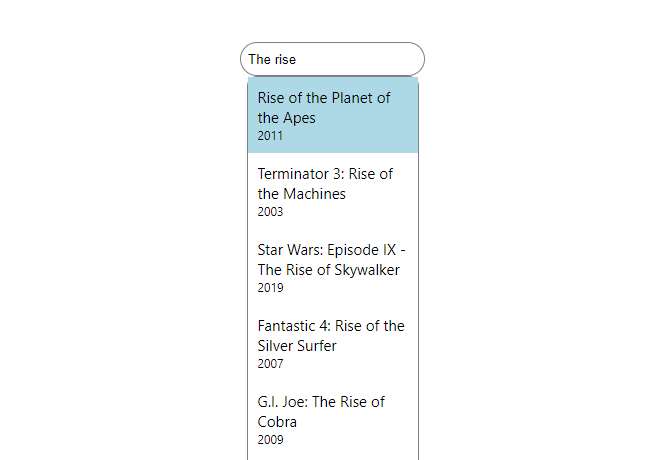 The rise
Rise of the Planet of
the Apes
2011
Terminator 3: Rise of
the Machines
2003
Star Wars: Episode IX -
The Rise of Skywalker
2019
Fantastic 4: Rise of the
Silver Surfer
2007
G.I. Joe: The Rise of
Cobra
2009